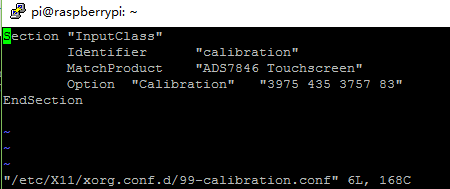 pi@raspberrypi: ~
Section "InputClass"
Identifier "calibration"
MatchProduct "ADS7846 Touchscreen"
Option "Calibration" "3975 435 3757 83"
EndSection
~
~
~
"/etc/X11/xorg.conf.d/99-calibration.conf" 6L, 168C